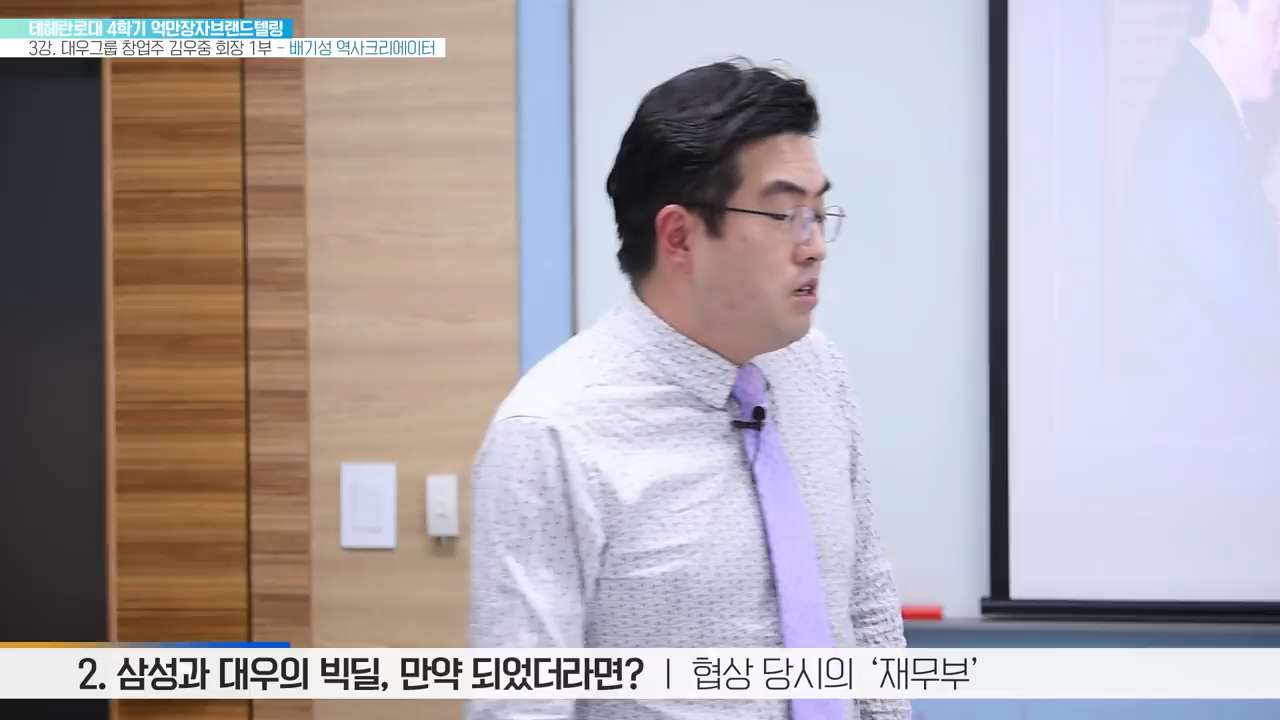 테헤란로대 4학기 억만장자브랜드텔링
3강. 대우그룹 창업주 김우중 회장 1부 - 배기성 역사크리에이터
2. 삼성과 대우의 빅딜, 만약 되었더라면? | 협상 당시의 ‘재무부’